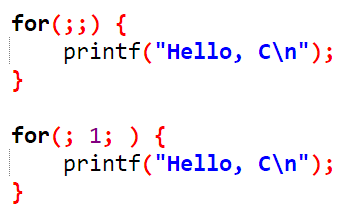 for(;;) {
    printf("Hello, C\n");
}
for(; 1; ) {
    printf("Hello, C\n");
}